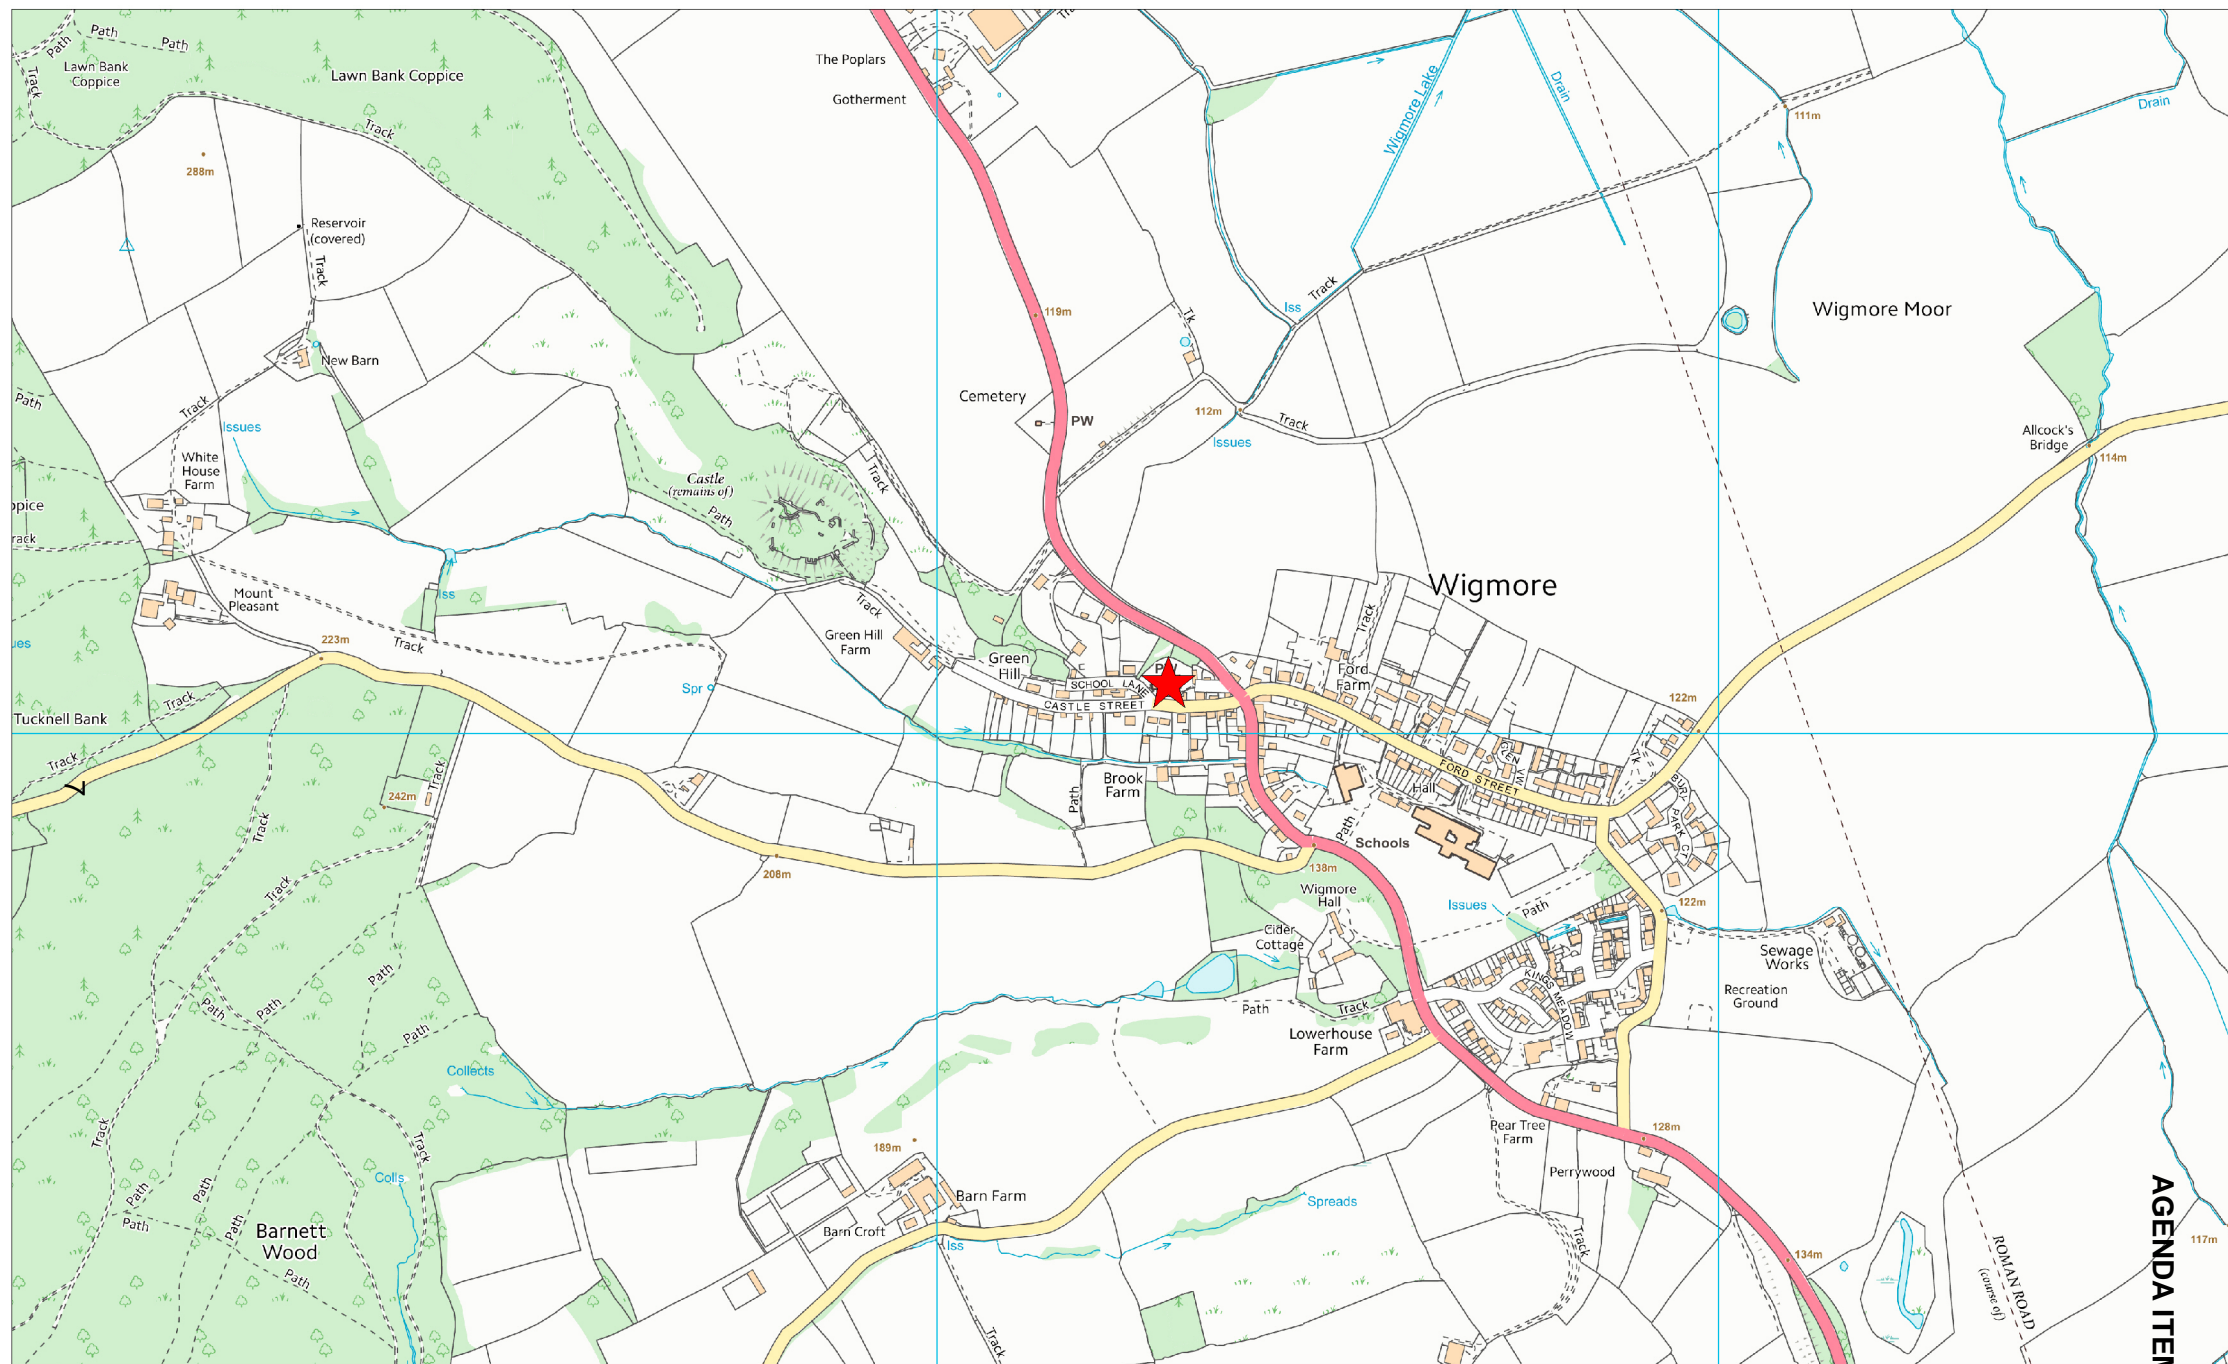 Path
Path
Path
Track
Lawn Bank
Coppice
Lawn Bank Coppice
The Poplars
Gotherment
Wigmore Lake
Drain
Drain
111m
Track
288m
Reservoir
(covered)
Track
New Barn
119m
Iss
Track
Tk
Wigmore Moor
Path
Track
Issues
White
House
Farm
Cemetery
PW
112m
Issues
Track
Allcock's
Bridge
114m
Castle
(remains of)
Path
Track
Mount
Pleasant
Iss
223m
Track
Track
Green Hill
Farm
Wigmore
Track
Green
Hill
SCHOOL LANE
CASTLE STREET
Ford
Farm
Spr
122m
Track
Tucknell Bank
Track
Track
242m
Brook
Farm
Path
Hall
FORD STREET
Tk
PARK CT
Track
Path
Schools
208m
138m
Wigmore
Hall
Issues
Path
122m
Track
Cider
Cottage
Sewage
Works
Recreation
Ground
KINGS MEADOW
Path
Path
Path
Path
Path
Track
Lowerhouse
Farm
Collects
Track
Track
189m
Pear Tree
Farm
128m
Perrywood
Colls
Path
Path
Path
Path
Path
Barnett
Wood
Barn Farm
Barn Croft
Iss
Spreads
Track
Track
134m
117m
ROMAN ROAD
(course of)
AGENDA ITEM